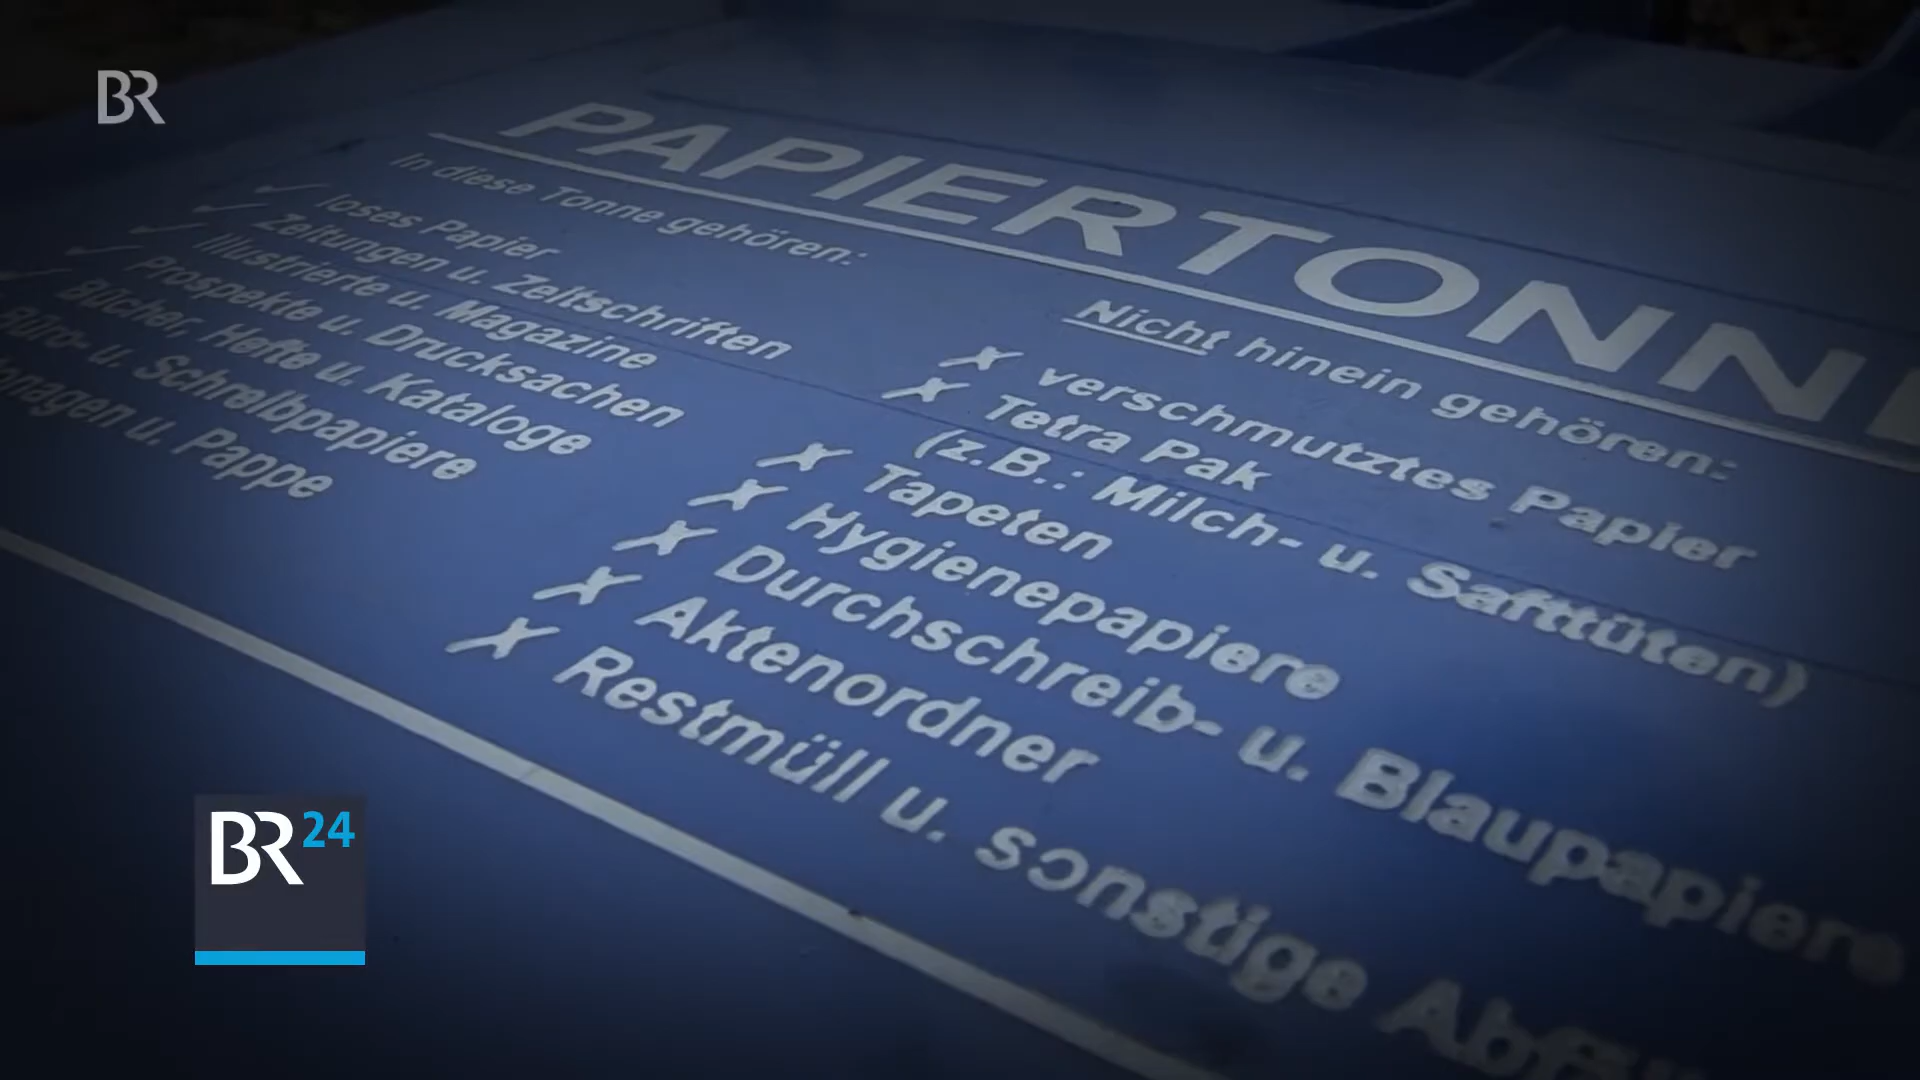 BR
PAPIERTONN
In diese Tonne gehören:
loses Papier
Zeitungen u. Zeitschriften
Illustrierte u. Magazine
Prospekte u. Drucksachen
Bücher, Hefte u. Kataloge
Büro- u. Schreibpapiere
u. Pappe
Nicht hinein gehören:
verschmutztes Papier
Tetra Pak
(z.B.: Milch- u. Safttüten)
Tapeten
Hygienepapiere
Durchschreib- u. Blaupapiere
Aktenordner
Restmüll u. sonstige
BR24